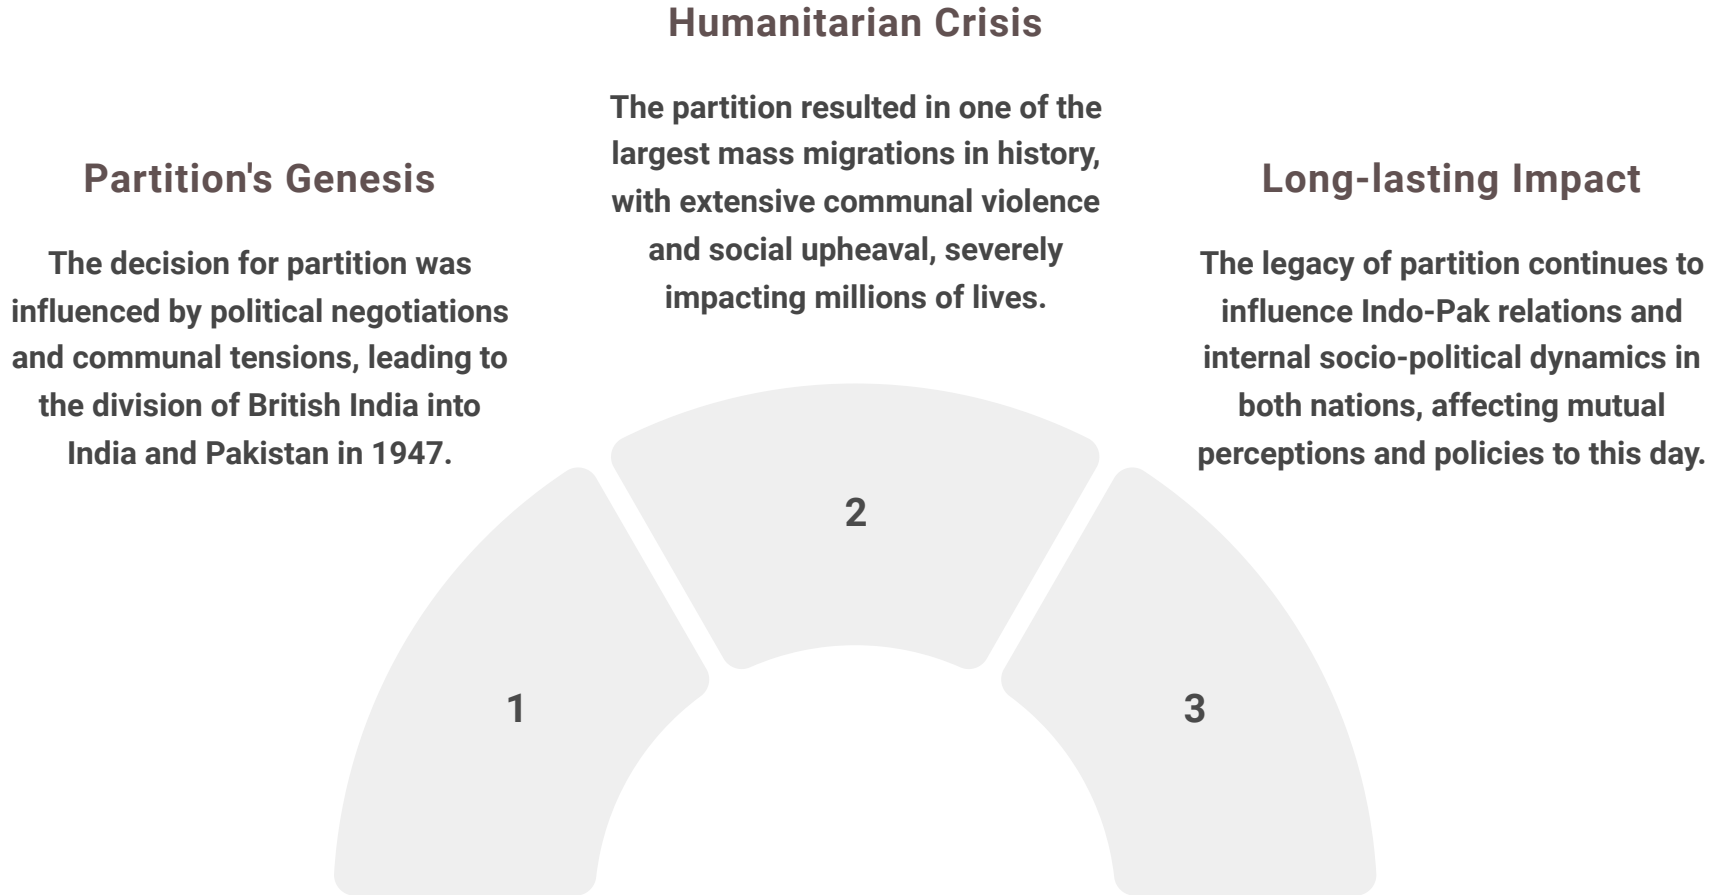 Partition's Genesis
The decision for partition was
influenced by political negotiations
and communal tensions, leading to
the division of British India into
India and Pakistan in 1947.
1
Humanitarian Crisis
The partition resulted in one of the
largest mass migrations in history,
with extensive communal violence
and social upheaval, severely
impacting millions of lives.
2
Long-lasting Impact
The legacy of partition continues to
influence Indo-Pak relations and
internal socio-political dynamics in
both nations, affecting mutual
perceptions and policies to this day.
3